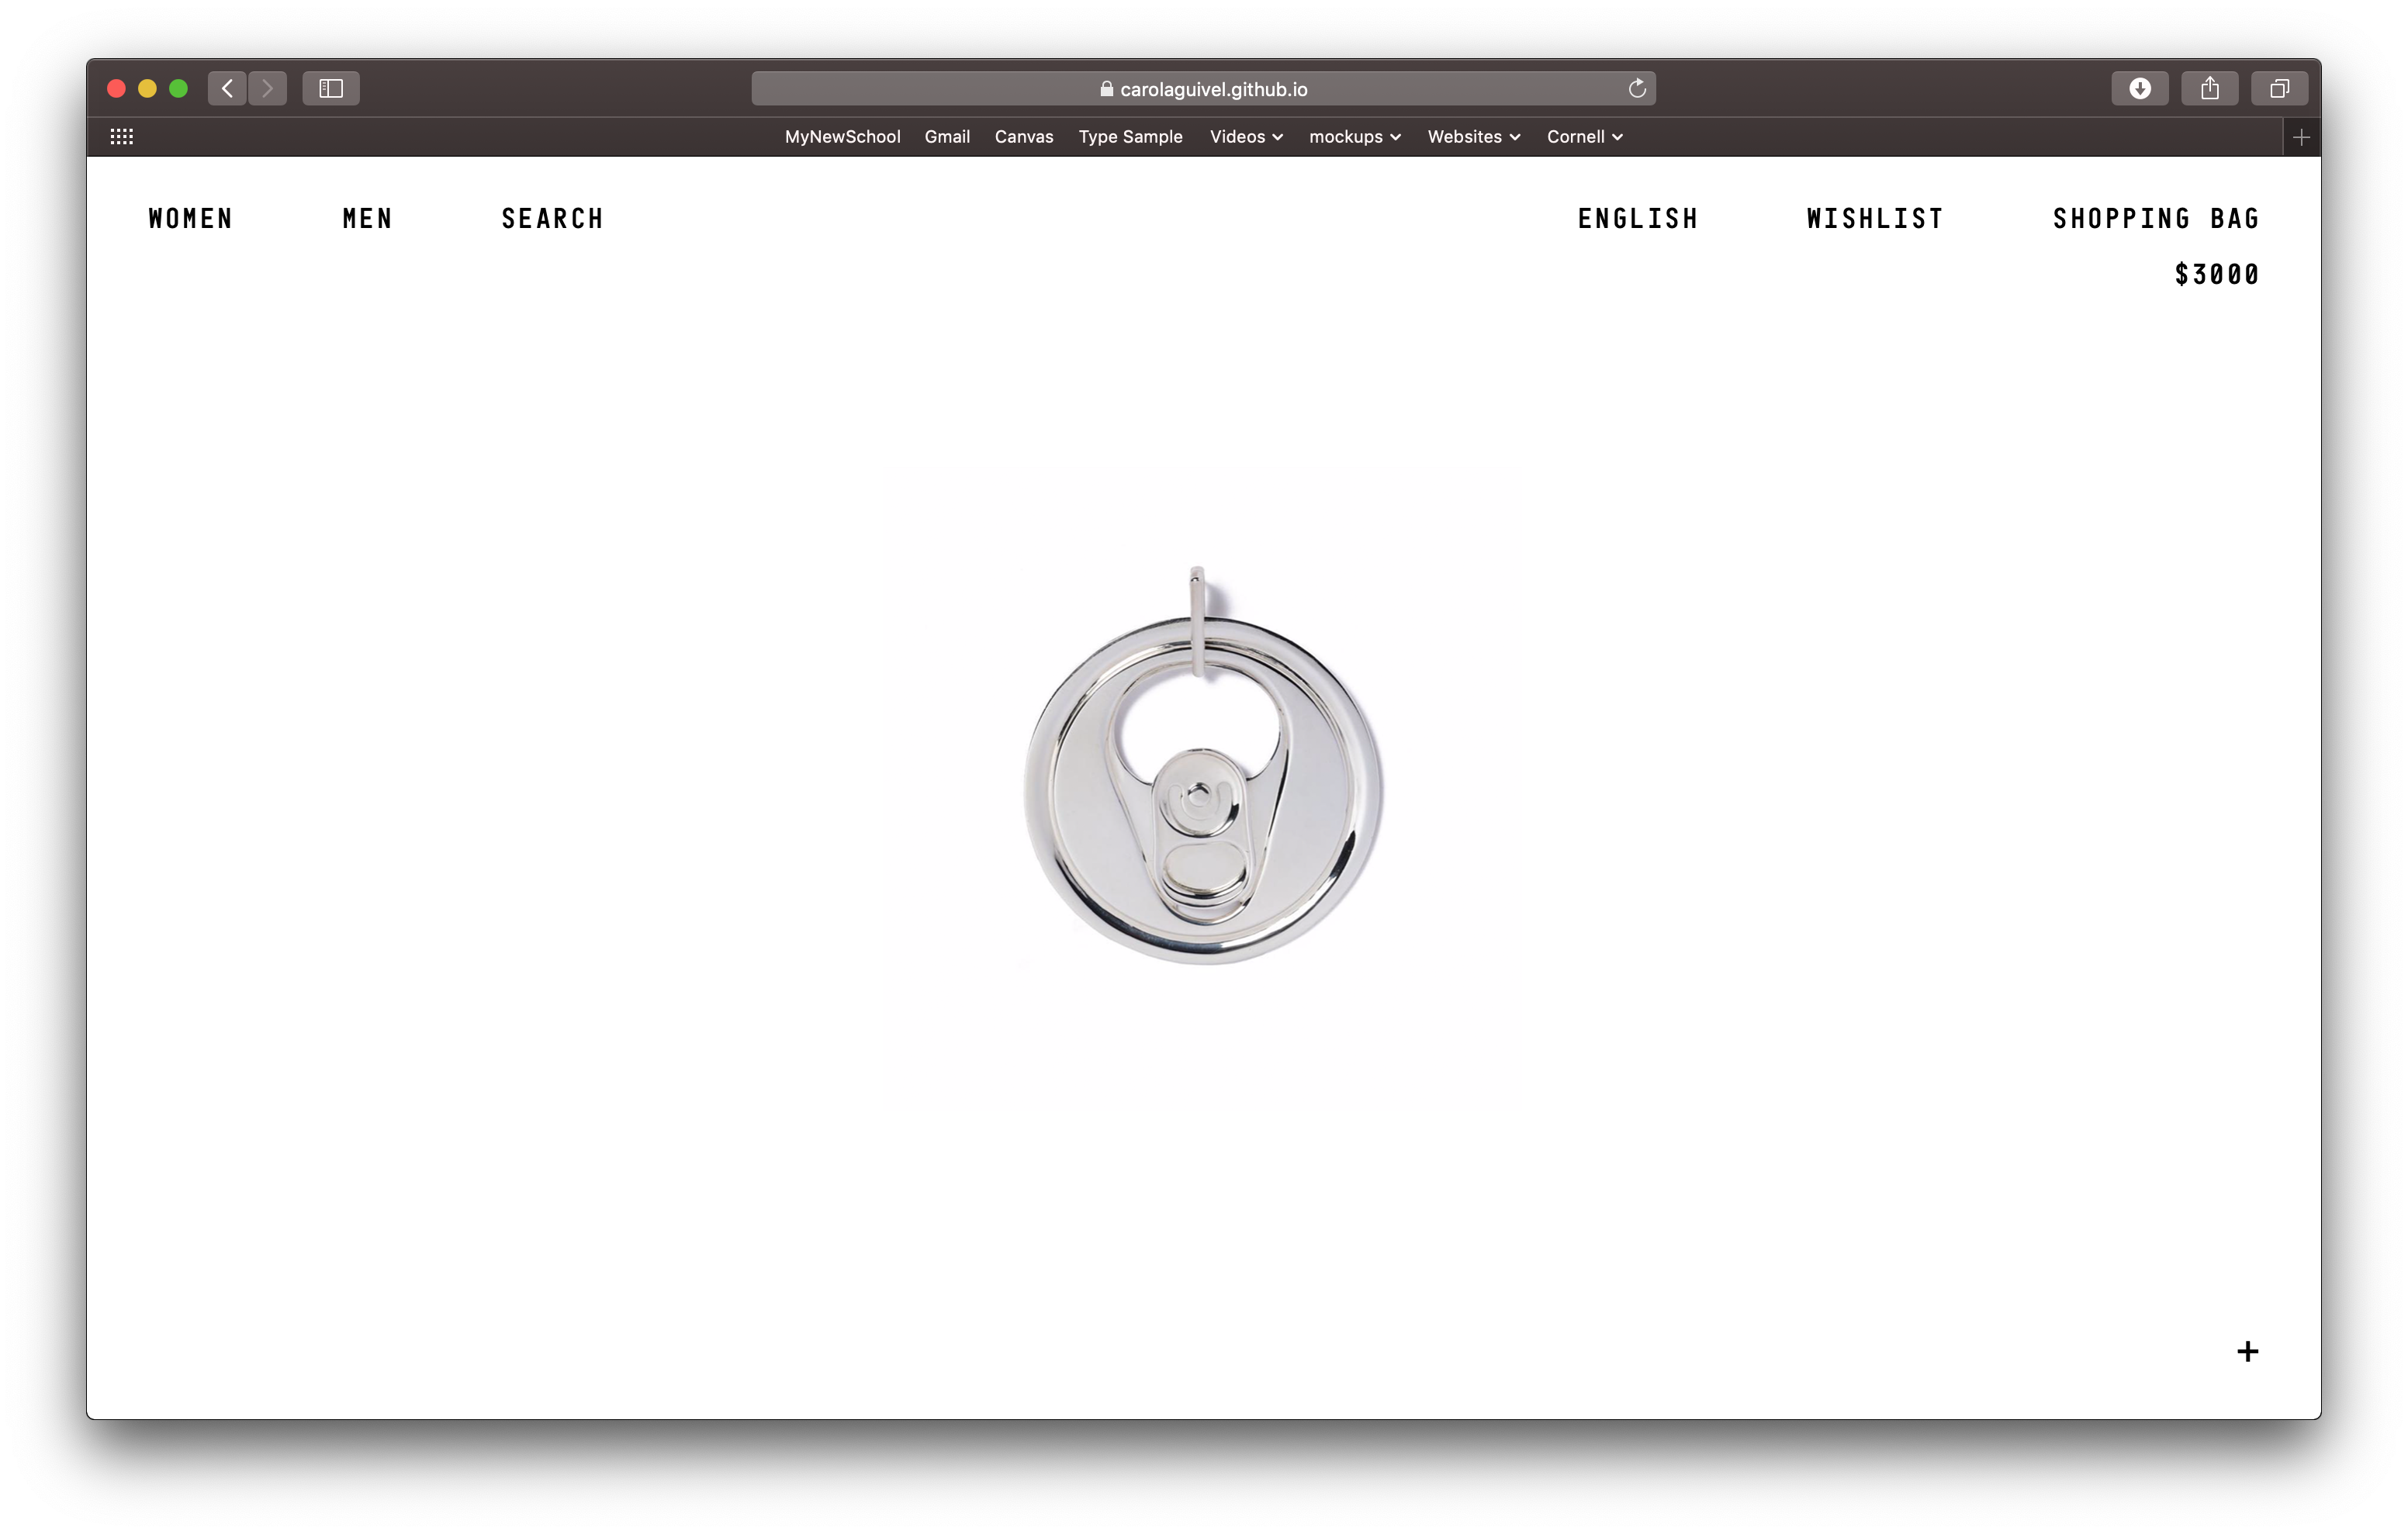 carolaguivel.github.io
MyNewSchool Gmail Canvas Type Sample Videos mockups Websites Cornell
WOMEN MEN SEARCH ENGLISH WISHLIST SHOPPING BAG
$3000
+